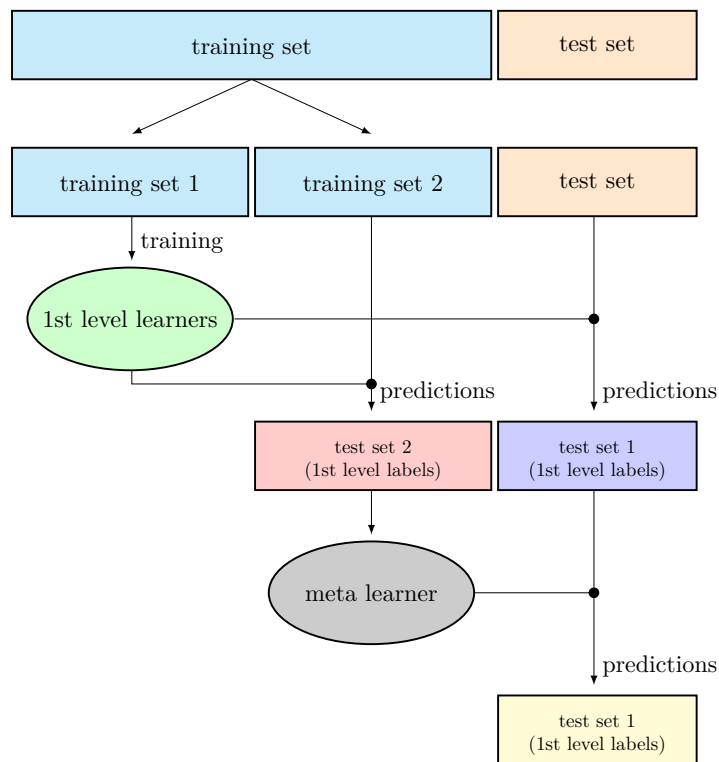 training set
test set
training set 1
training set 2
test set
training
1st level learners
predictions
predictions
test set 2
(1st level labels)
test set 1
(1st level labels)
meta learner
predictions
test set 1
(1st level labels)